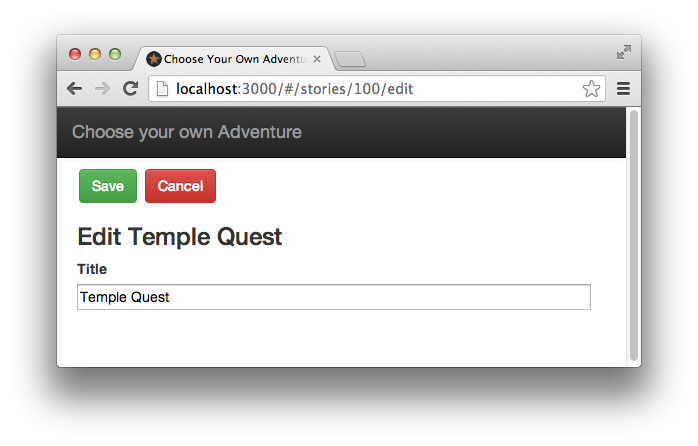 Choose Your Own Adventu
localhost:3000/#/stories/100/edit
Choose your own Adventure
Save Cancel
Edit Temple Quest
Title
Temple Quest